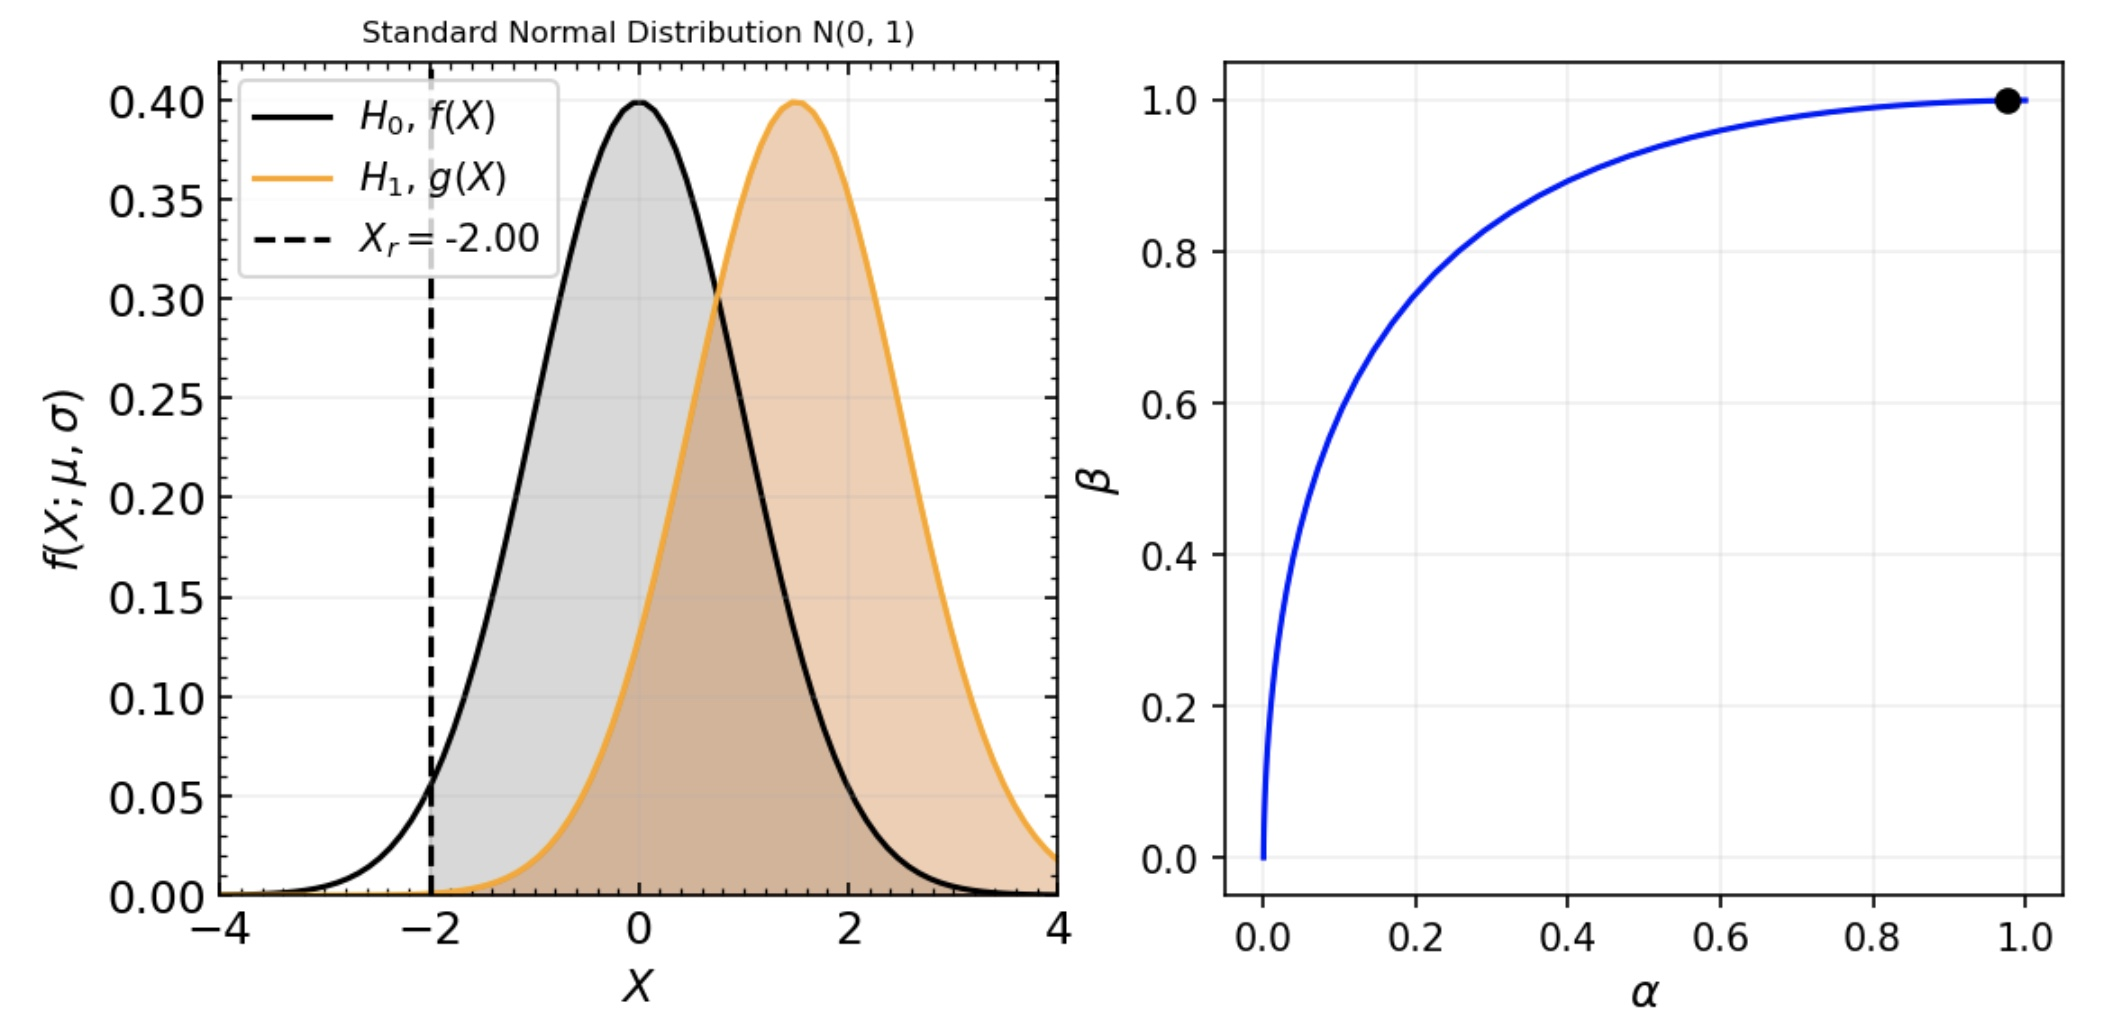 Standard Normal Distribution N(0, 1)
H₀, f(X)
H₁, g(X)
Xᵣ = -2.00
0.40
0.35
0.30
0.25
0.20
0.15
0.10
0.05
0.00
f(X; μ, σ)
−4 −2 0 2 4
X
1.0
0.8
0.6
0.4
0.2
0.0
β
0.0 0.2 0.4 0.6 0.8 1.0
α